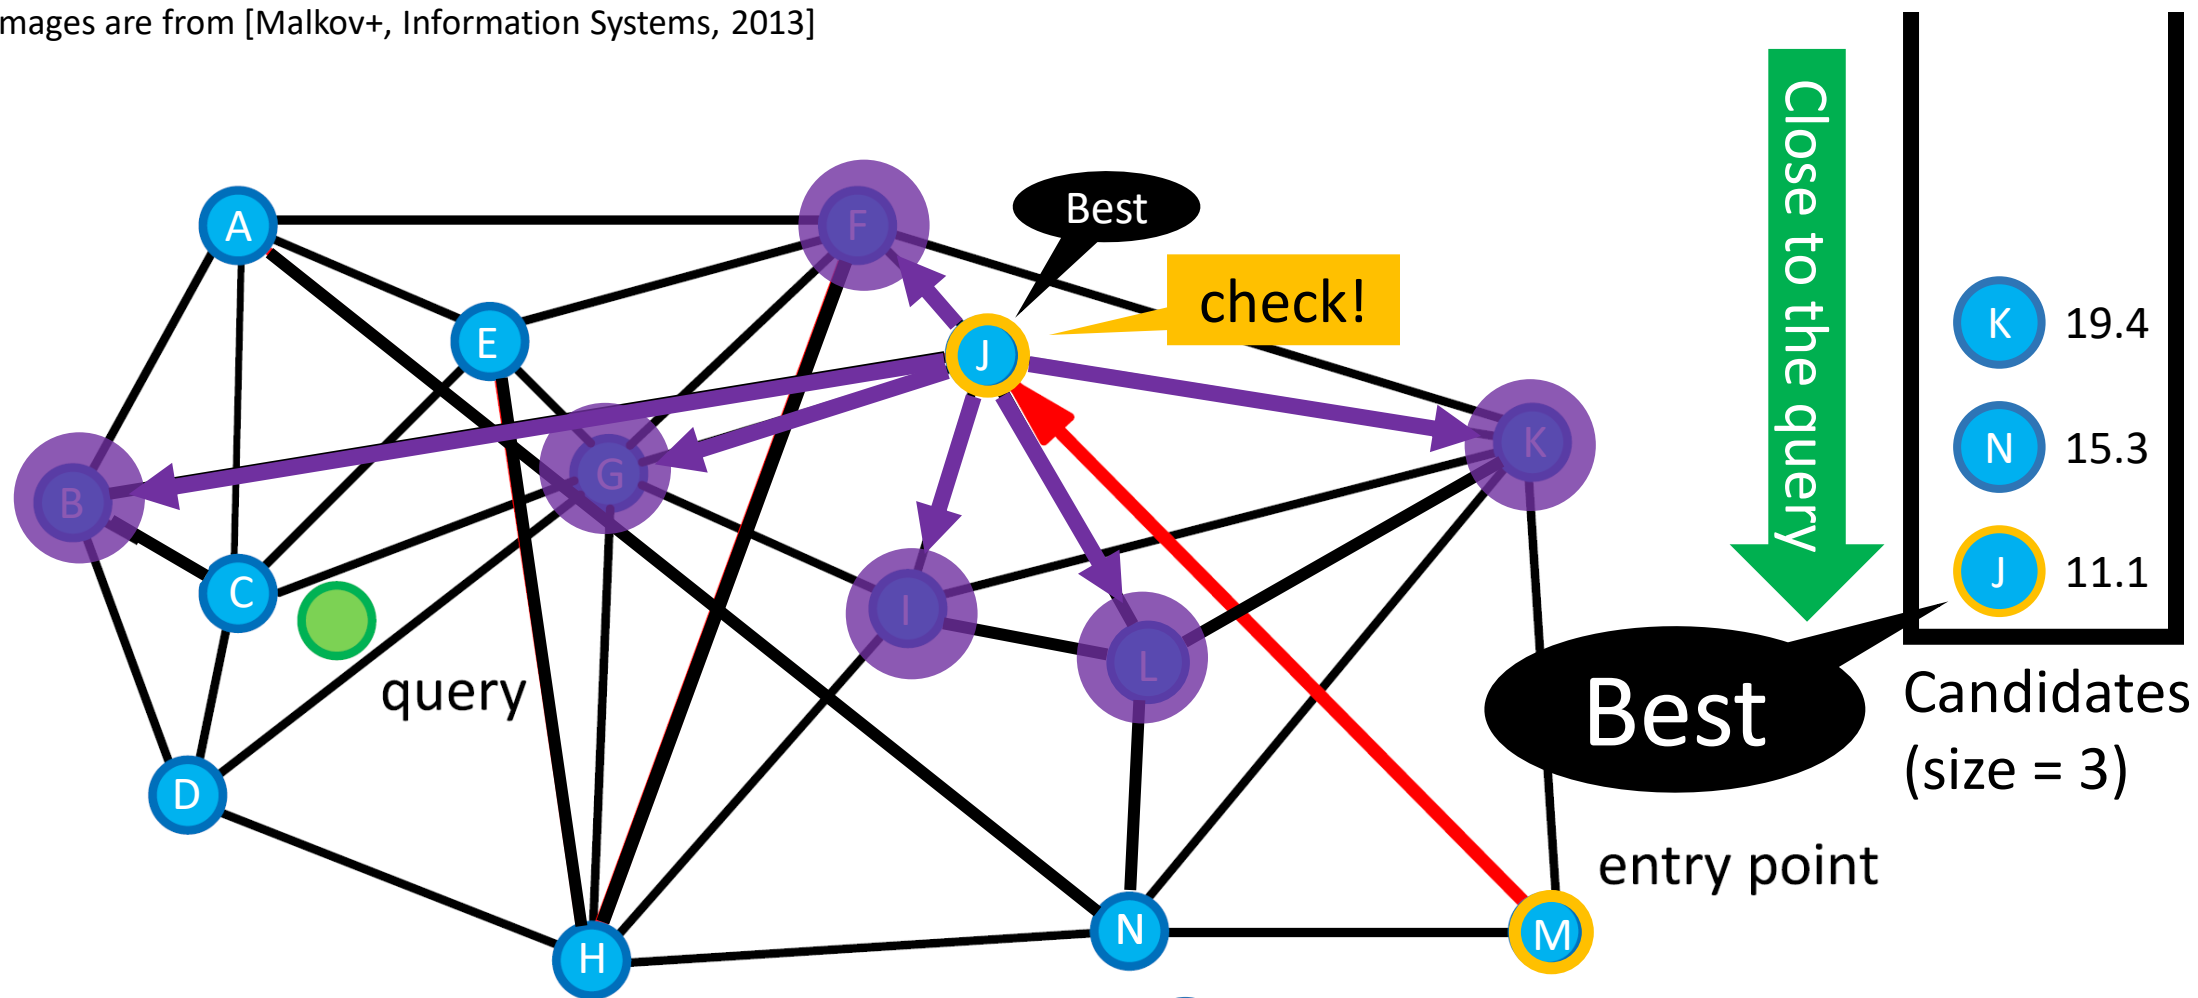 mages are from [Malkov+, Information Systems, 2013]
Close to the query
A
F
Best
check!
E
J
K
19.4
B
G
K
N
15.3
C
I
L
J
11.1
query
Best
Candidates
(size = 3)
D
entry point
H
N
M